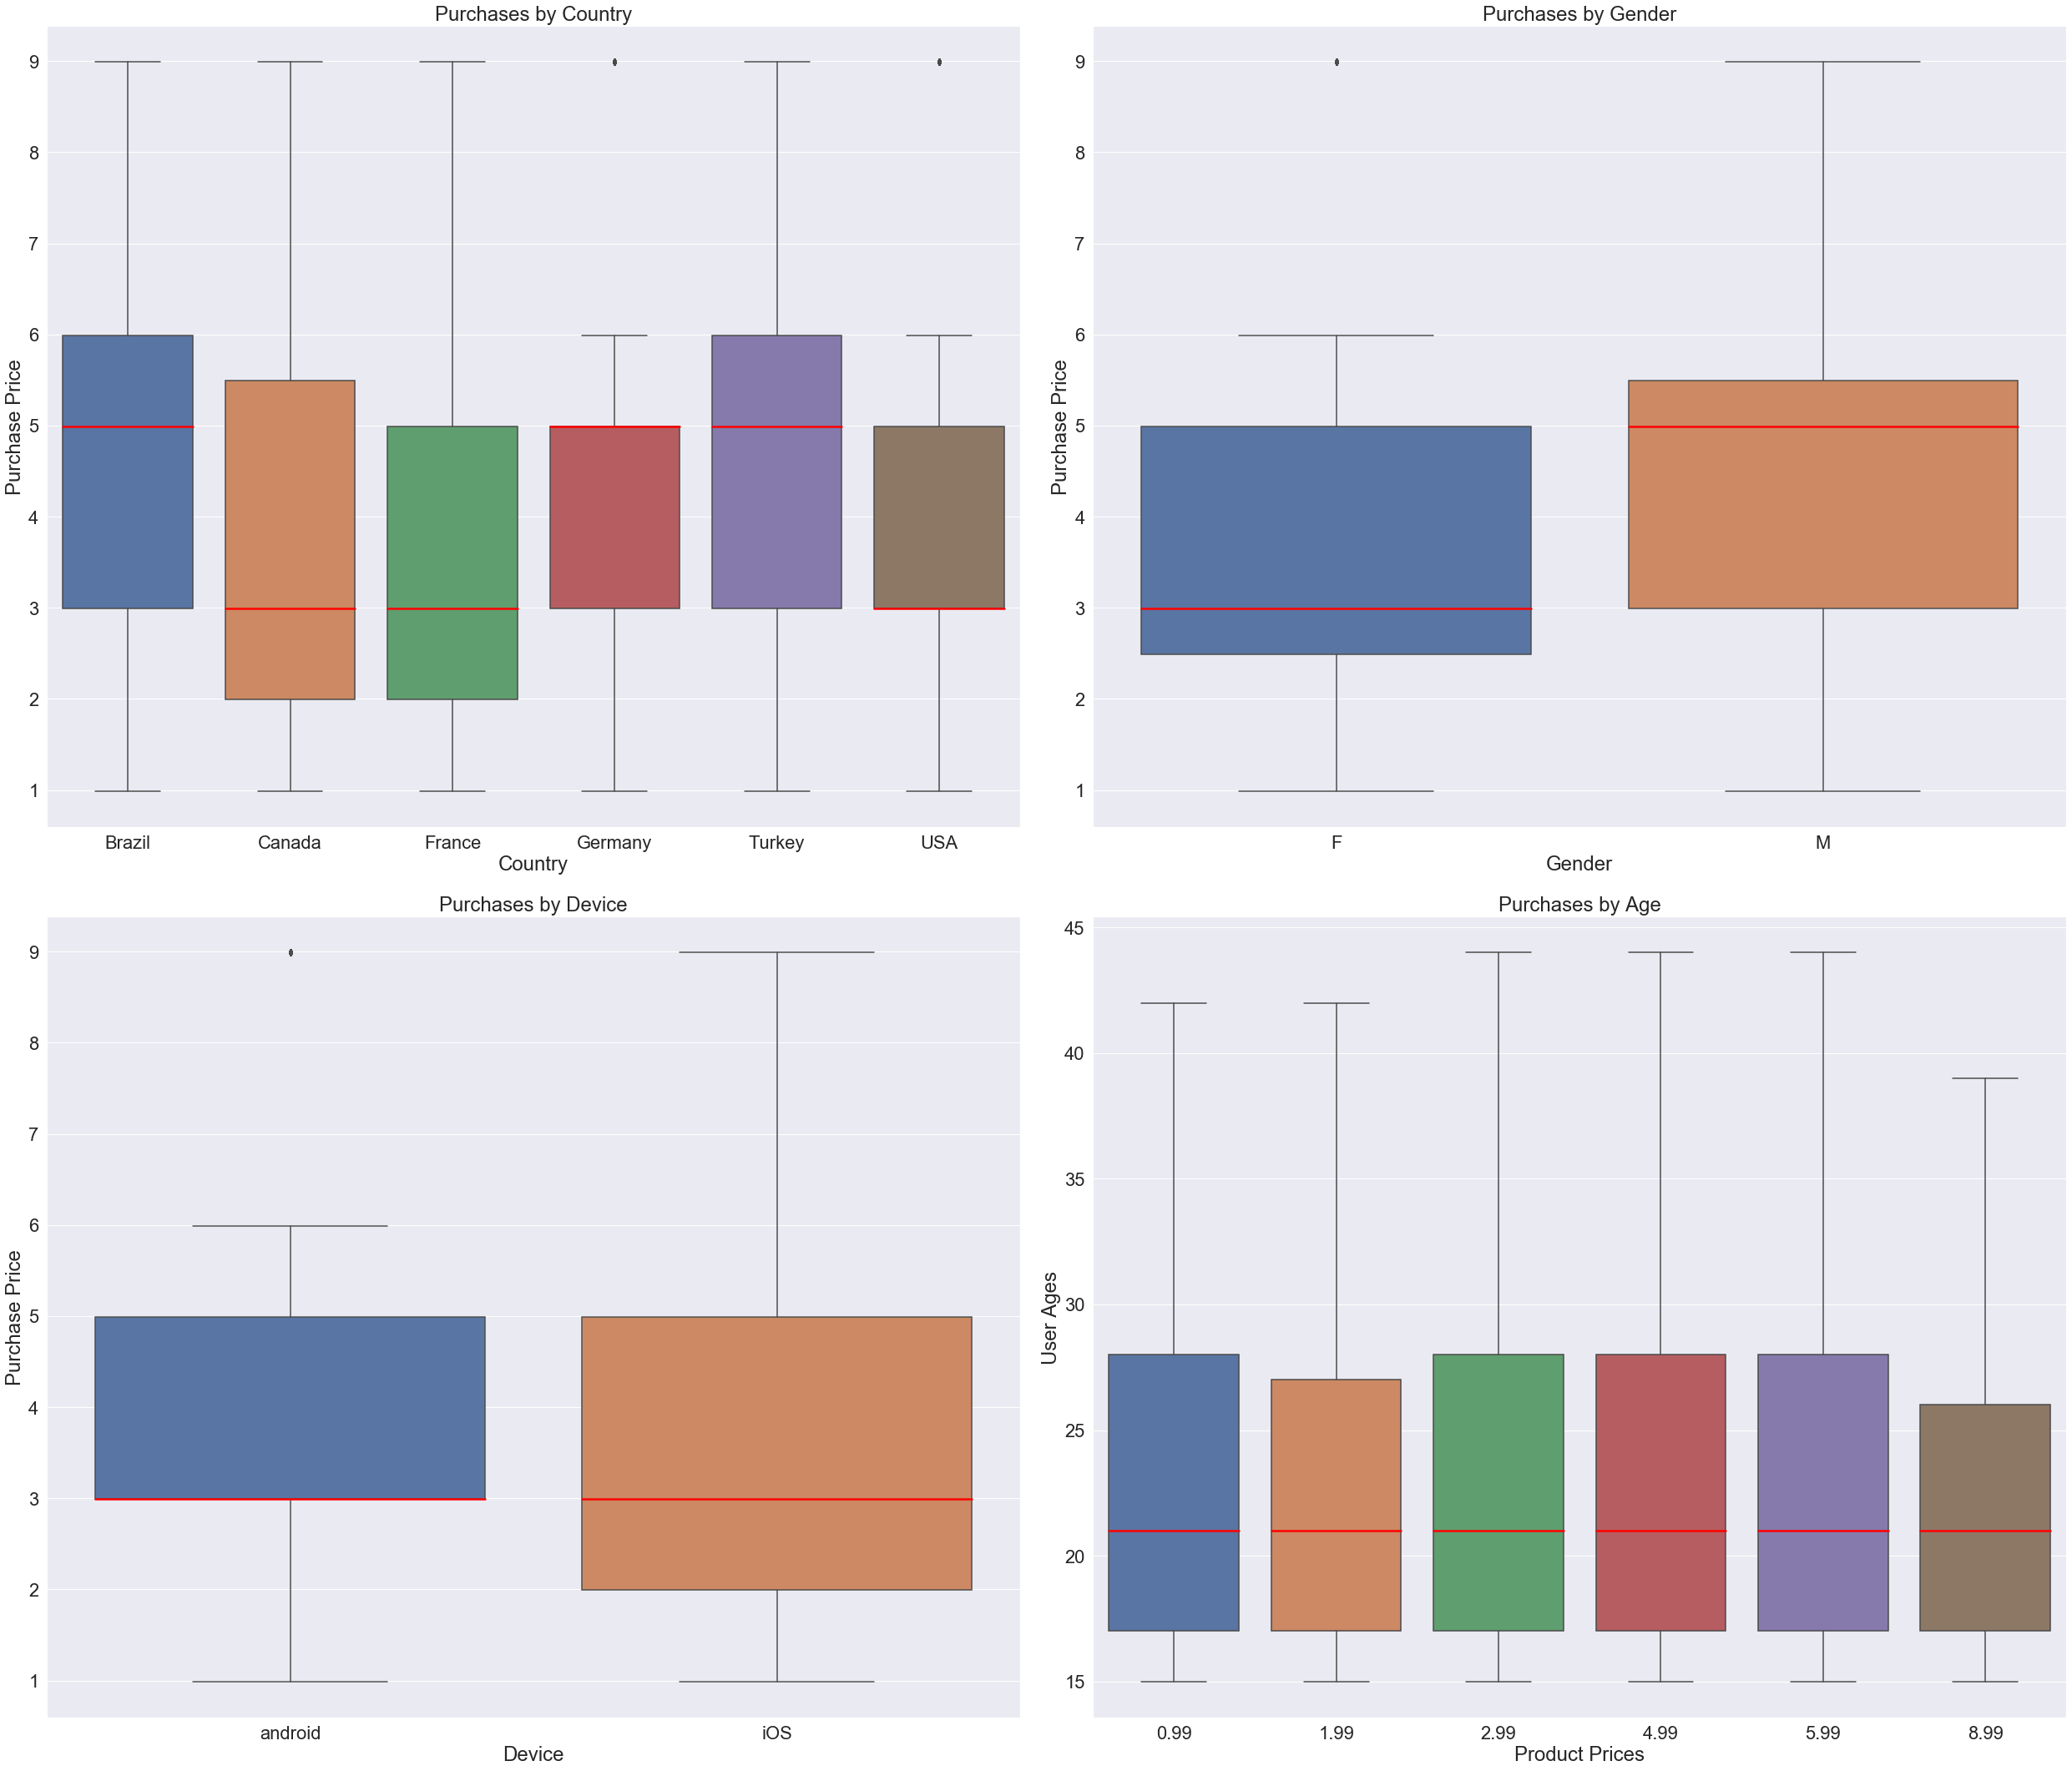 Purchases by Country
9
8
7
6
5
4
3
2
1
Purchase Price
Brazil Canada France Germany Turkey USA
Country
Purchases by Gender
9
8
7
6
5
4
3
2
1
Purchase Price
F M
Gender
Purchases by Device
9
8
7
6
5
4
3
2
1
Purchase Price
android iOS
Device
Purchases by Age
45
40
35
30
25
20
15
User Ages
0.99 1.99 2.99 4.99 5.99 8.99
Product Prices